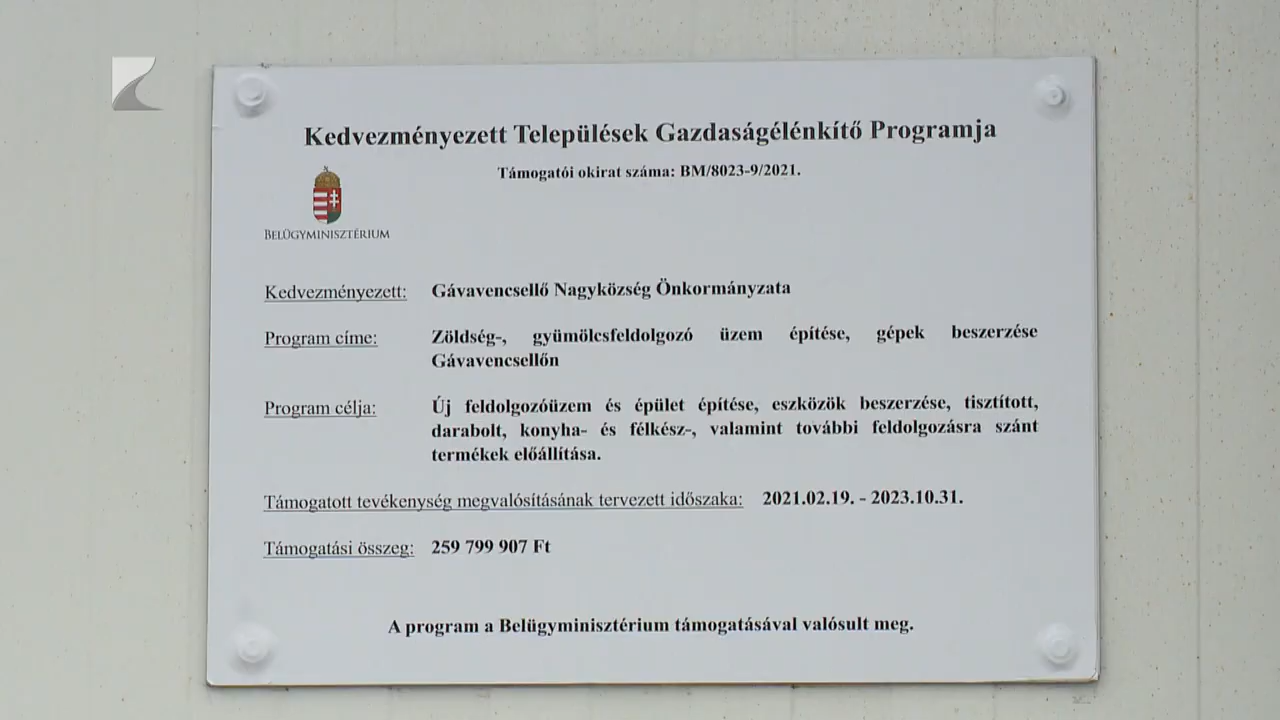 Kedvezményezett Települések Gazdaságélénkítő Programja
Támogatói okirat száma: BM/8023-9/2021.
BELÜGYMINISZTÉRIUM
Kedvezményezett: Gávavencsellő Nagyközség Önkormányzata
Program címe: Zöldség-, gyümölcsfeldolgozó üzem építése, gépek beszerzése
Gávavencsellőn
Program célja: Új feldolgozóüzem és épület építése, eszközök beszerzése, tisztított,
darabolt, konyha- és félkész-, valamint további feldolgozásra szánt
termékek előállítása.
Támogatott tevékenység megvalósításának tervezett időszaka: 2021.02.19. - 2023.10.31.
Támogatási összeg: 259 799 907 Ft
A program a Belügyminisztérium támogatásával valósult meg.